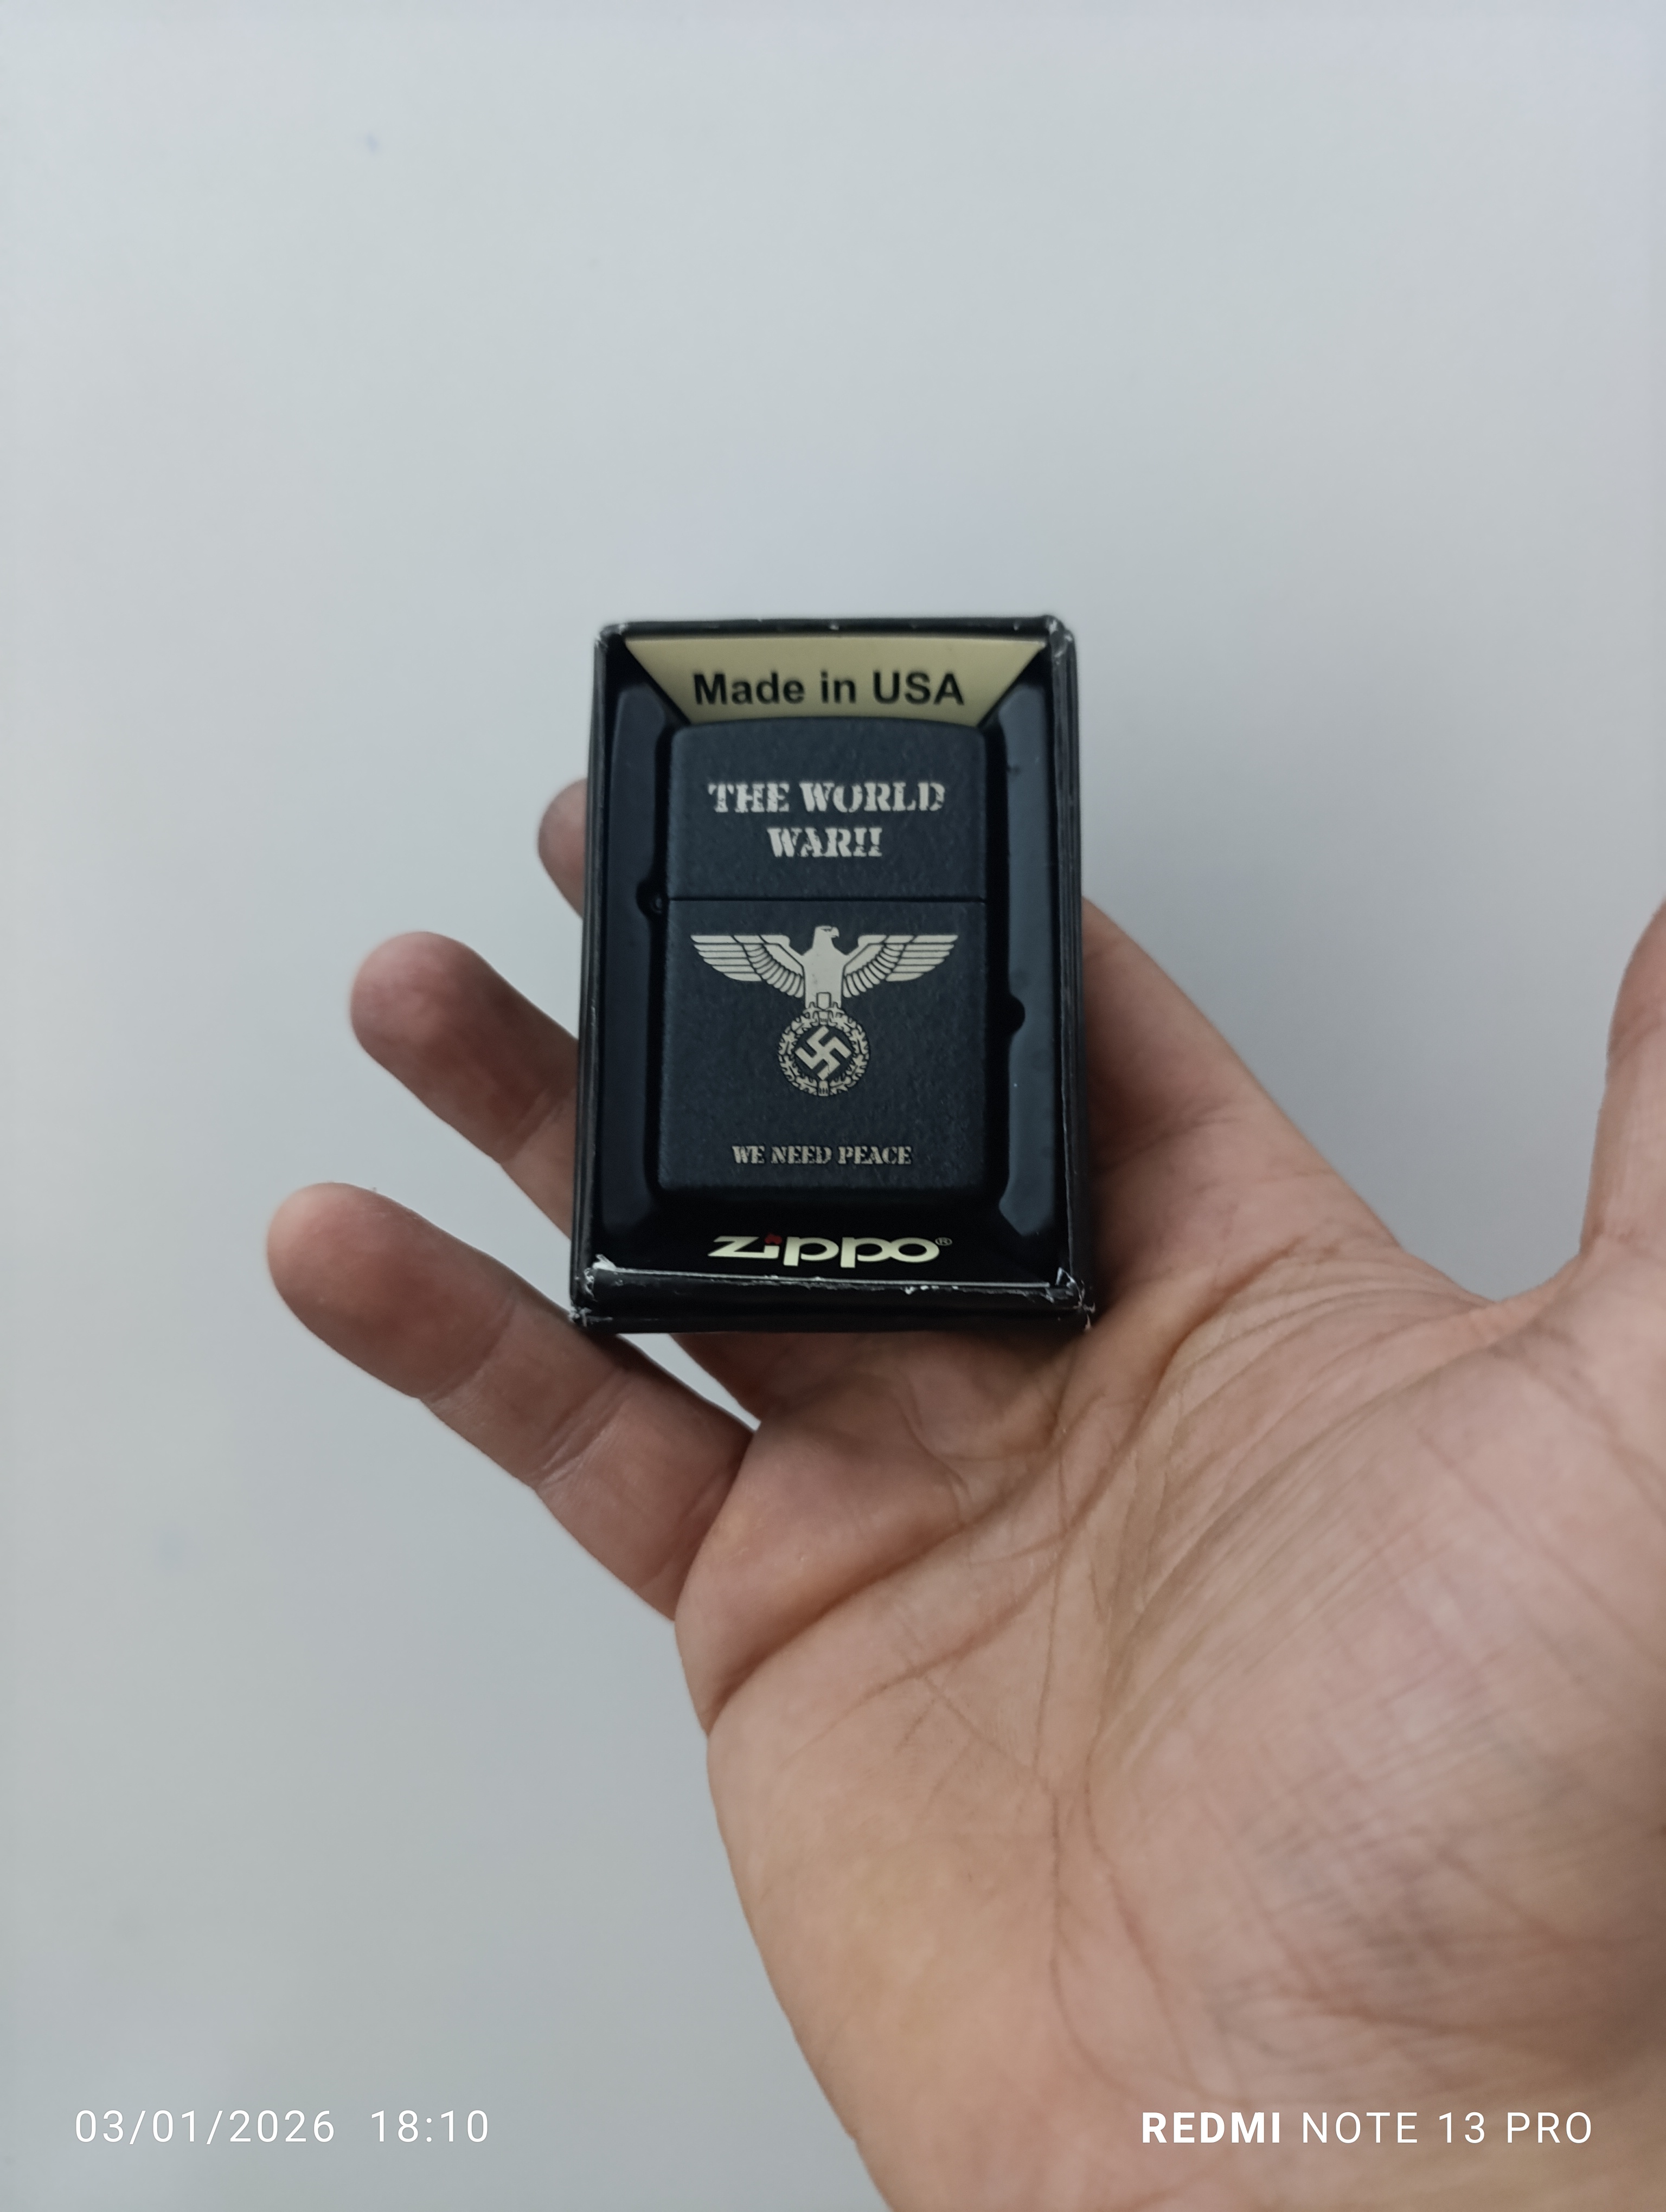 Made in USA
THE WORLD
WAR II
WE NEED PEACE
zippo®
03/01/2026 18:10
REDMI NOTE 13 PRO